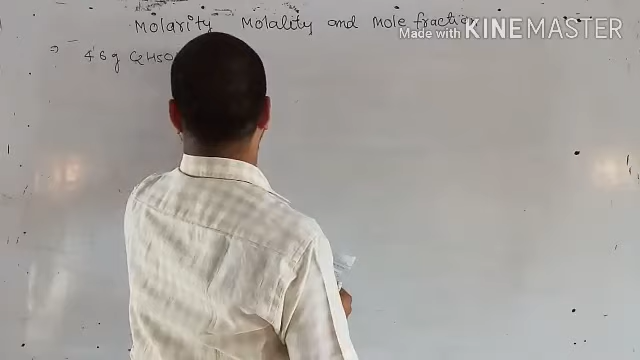 Molarity Molality and mole fraction
Made with KINEMASTER
⇒ 46 g C2H5O